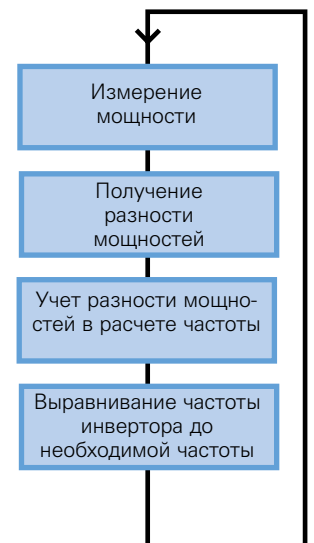 Измерение
мощности
Получение
разности
мощностей
Учет разности мощно-
стей в расчете частоты
Выравнивание частоты
инвертора до
необходимой частоты